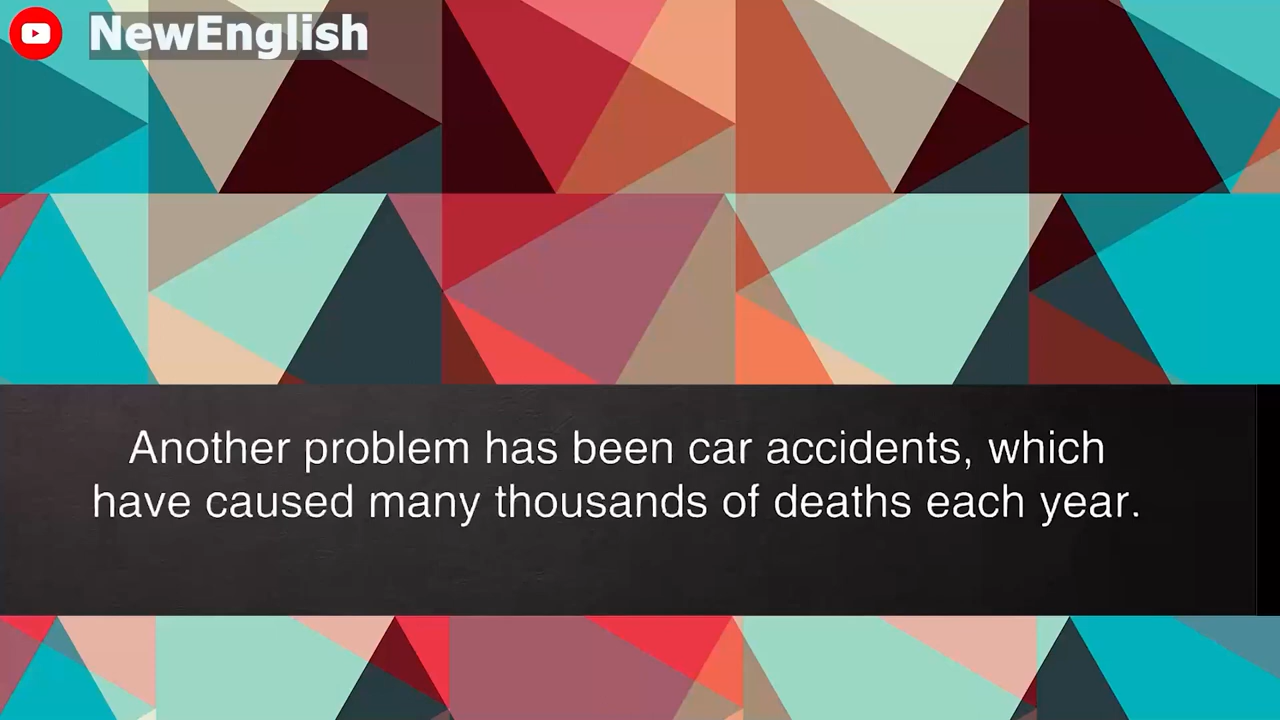 NewEnglish
Another problem has been car accidents, which
have caused many thousands of deaths each year.